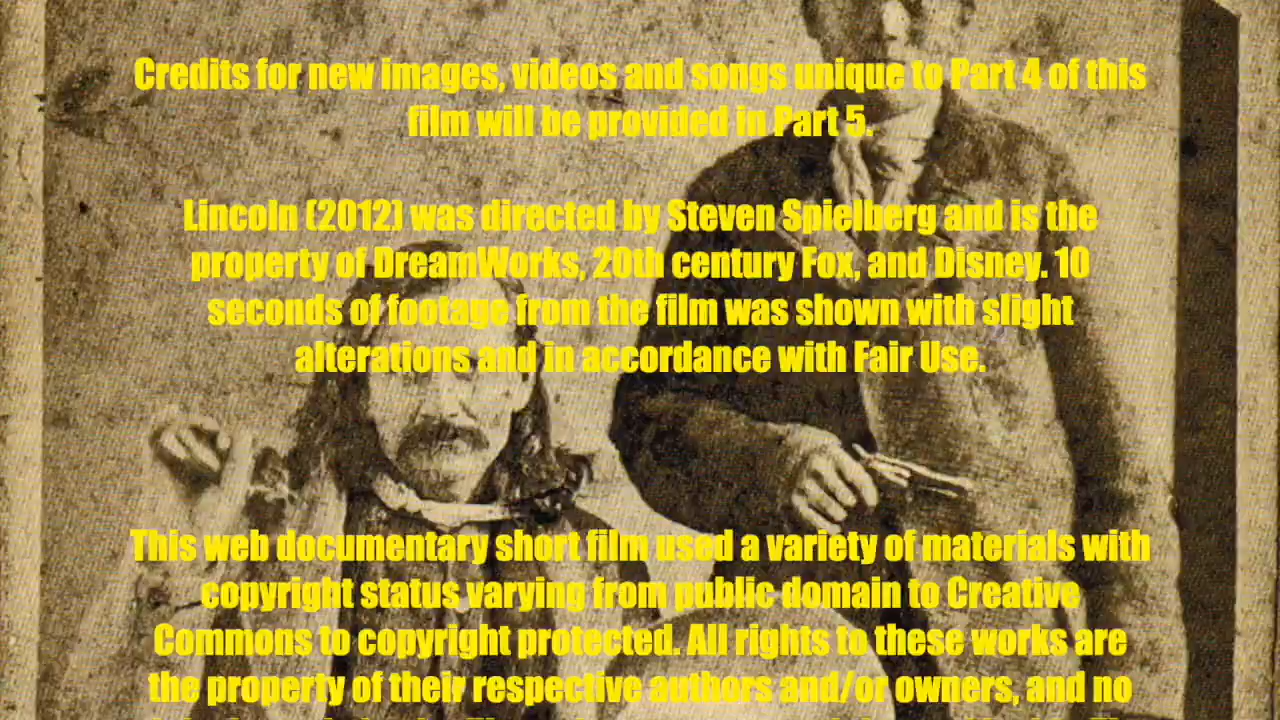 Credits for new images, videos and songs unique to Part 4 of this
film will be provided in Part 5.
Lincoln (2012) was directed by Steven Spielberg and is the
property of DreamWorks, 20th century Fox, and Disney. 10
seconds of footage from the film was shown with slight
alterations and in accordance with Fair Use.
This web documentary short film used a variety of materials with
copyright status varying from public domain to Creative
Commons to copyright protected. All rights to these works are
the property of their respective authors and/or owners, and no